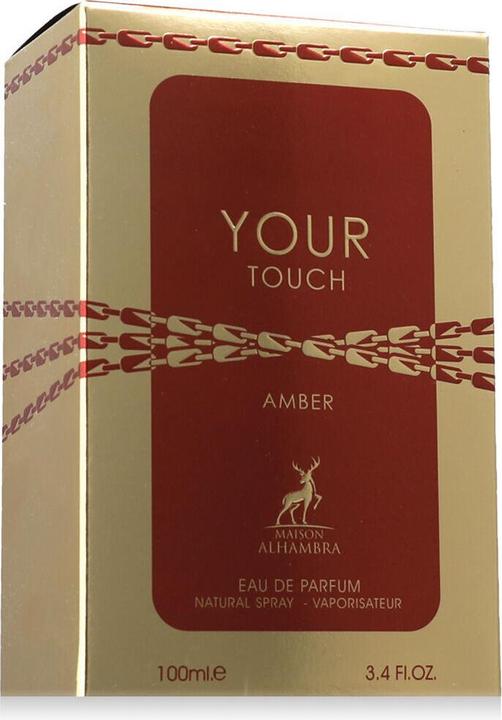 YOUR
TOUCH
AMBER
MAISON
ALHAMBRA
EAU DE PARFUM
NATURAL SPRAY - VAPORISATEUR
100ml.e 3.4 Fl.OZ.